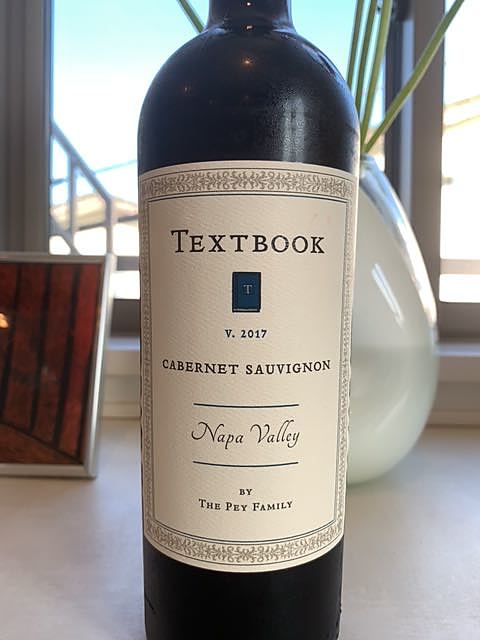 TEXTBOOK
T
V. 2017
CABERNET SAUVIGNON
Napa Valley
BY
THE PEY FAMILY